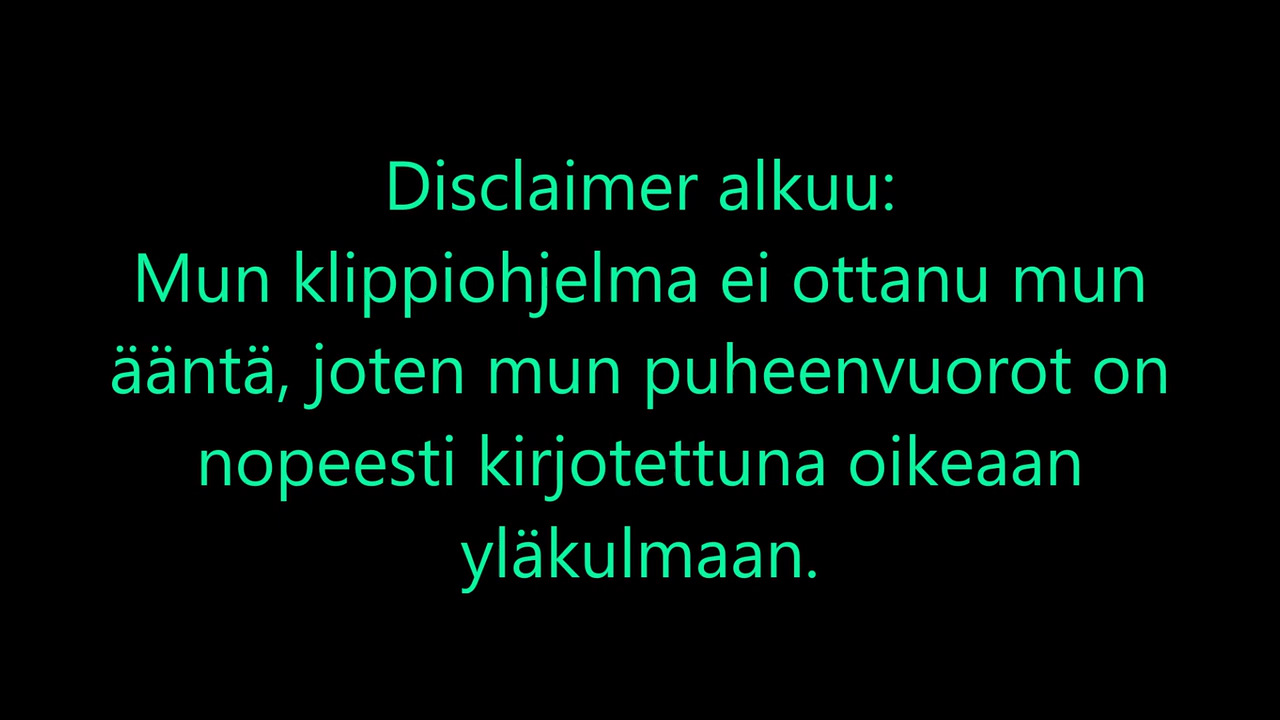 Disclaimer alkuu:
Mun klippiohjelma ei ottanu mun
ääntä, joten mun puheenvuorot on
nopeesti kirjotettuna oikeaan
yläkulmaan.